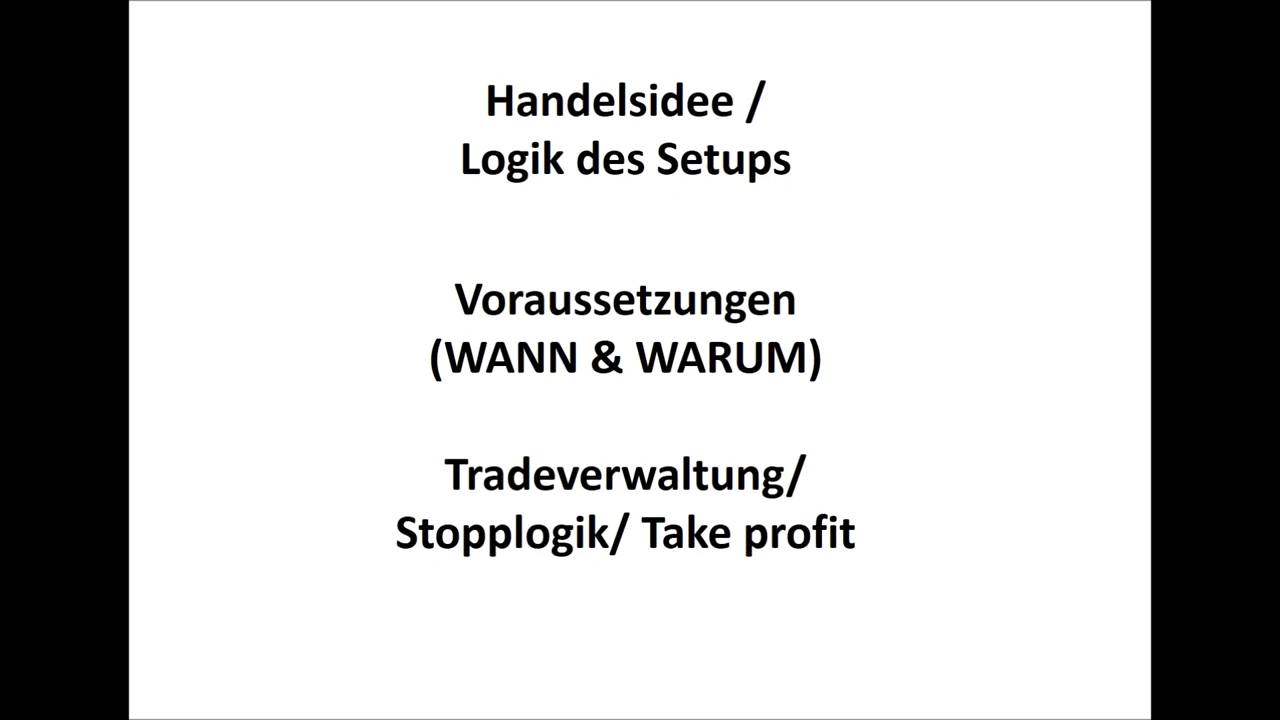 Handelsidee /
Logik des Setups
Voraussetzungen
(WANN & WARUM)
Tradeverwaltung/
Stopplogik/ Take profit